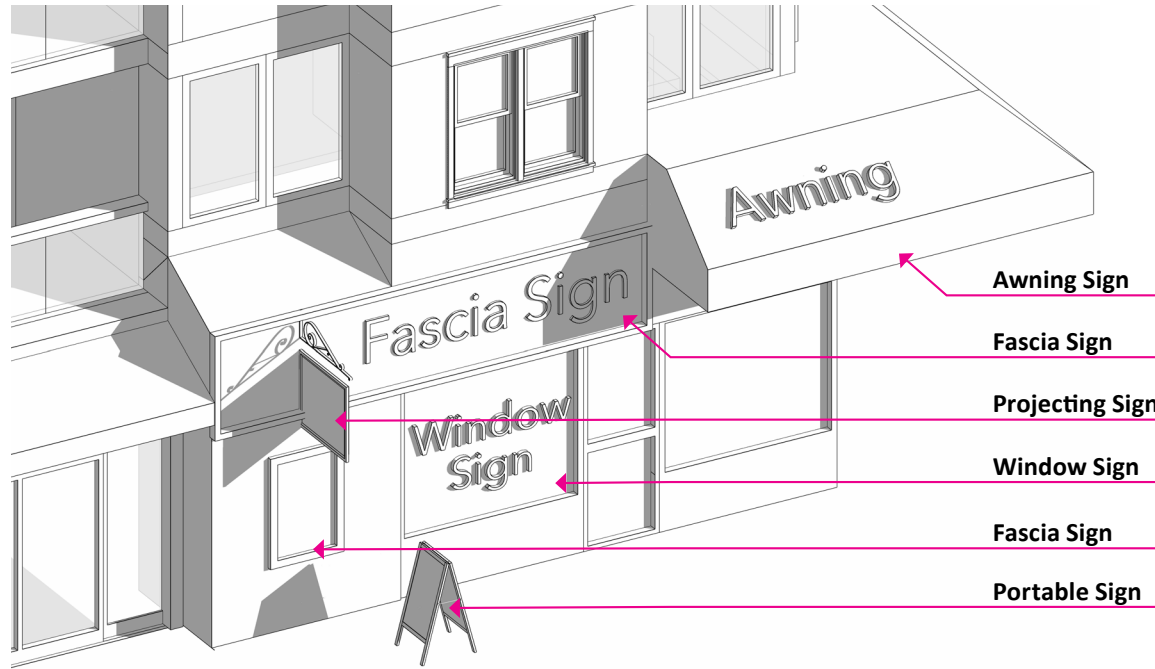 Awning
Fascia Sign
Window
Sign
Awning Sign
Fascia Sign
Projecting Sign
Window Sign
Fascia Sign
Portable Sign